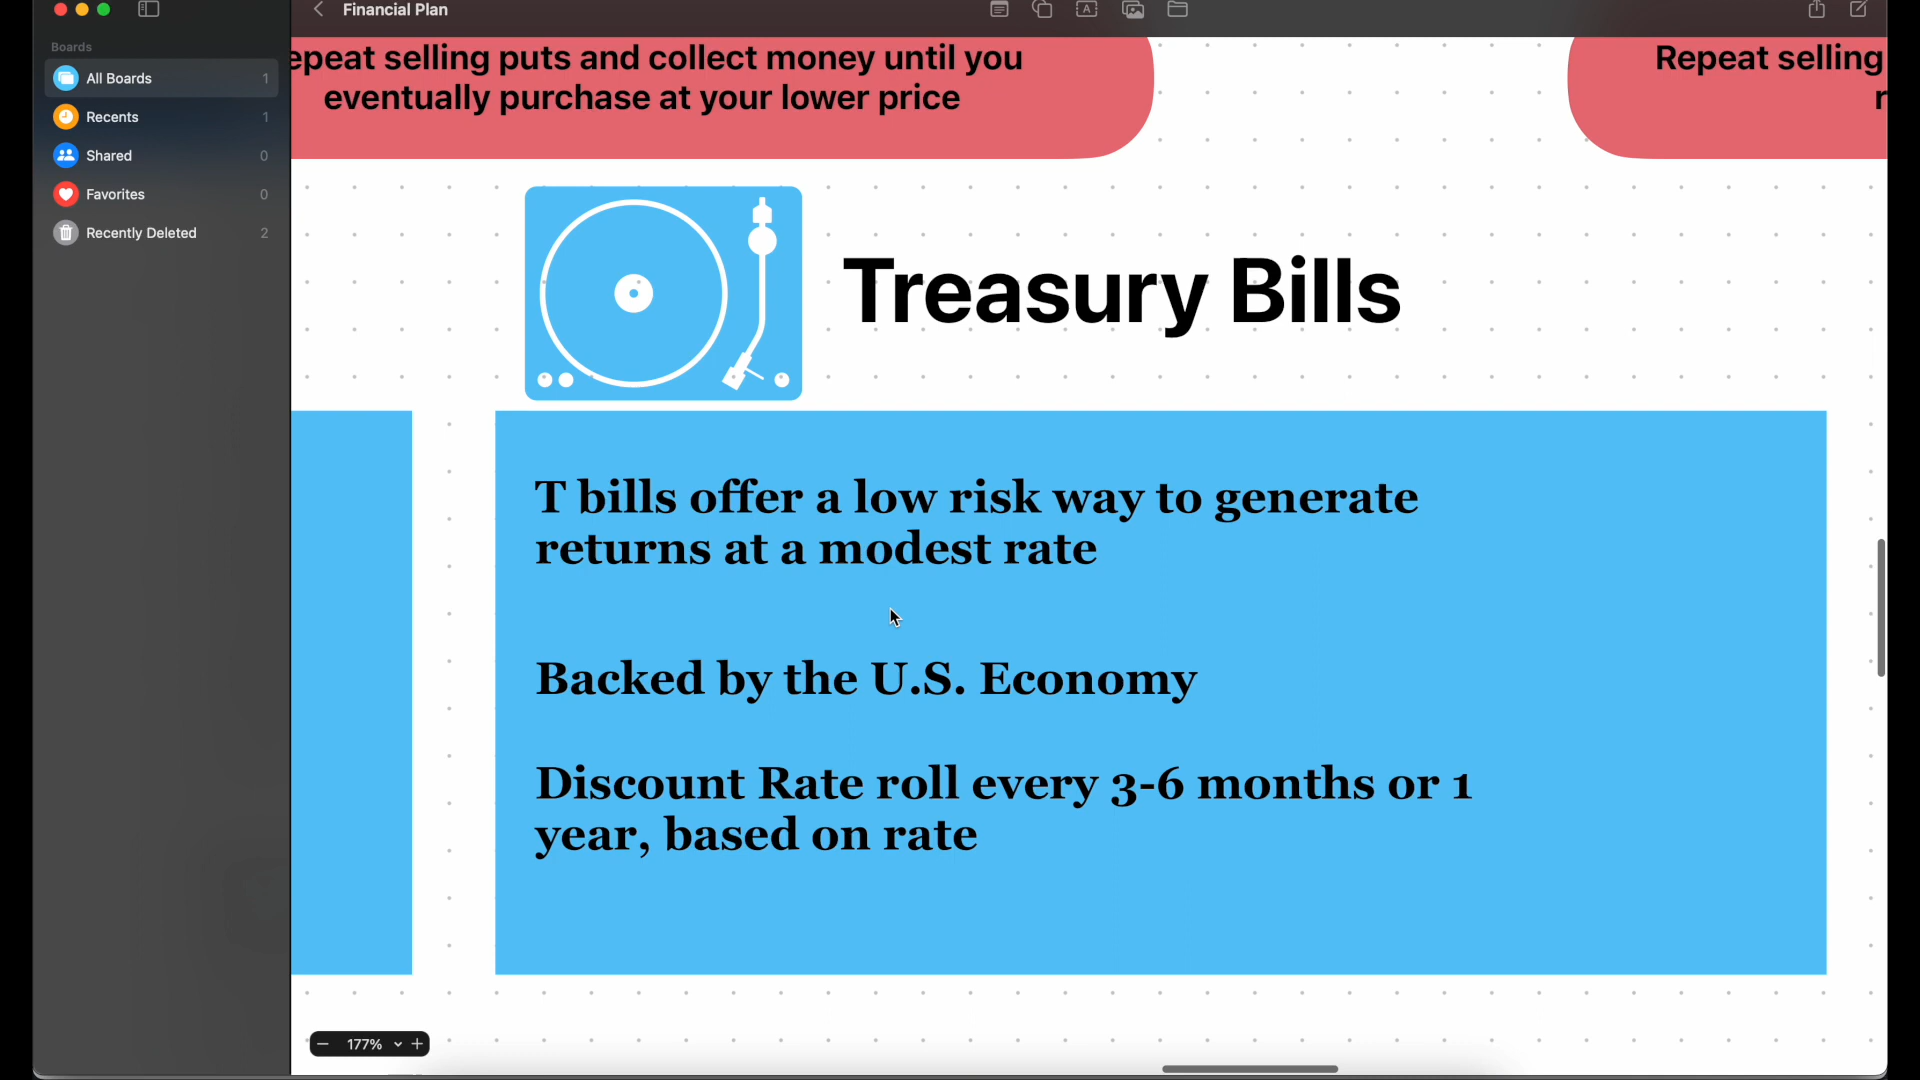 Financial Plan
Boards
All Boards 1
Recents 1
Shared 0
Favorites 0
Recently Deleted 2
epeat selling puts and collect money until you
eventually purchase at your lower price
Repeat selling
r
Treasury Bills
T bills offer a low risk way to generate
returns at a modest rate
Backed by the U.S. Economy
Discount Rate roll every 3-6 months or 1
year, based on rate
177%